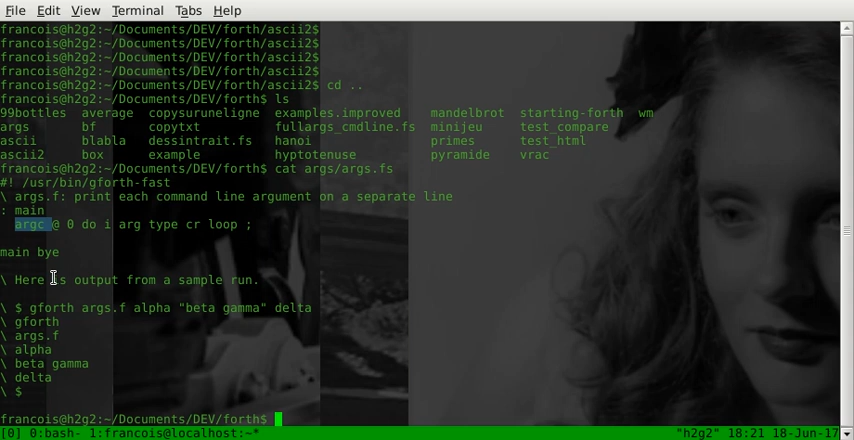 File Edit View Terminal Tabs Help
francois@h2g2:~/Documents/DEV/forth/ascii2$
francois@h2g2:~/Documents/DEV/forth/ascii2$
francois@h2g2:~/Documents/DEV/forth/ascii2$
francois@h2g2:~/Documents/DEV/forth/ascii2$
francois@h2g2:~/Documents/DEV/forth/ascii2$ cd ..
francois@h2g2:~/Documents/DEV/forth$ ls
99bottles average copysuruneligne examples.improved mandelbrot starting-forth wm
args bf copytxt fullargs_cmdline.fs minijeu test_compare
ascii blabla dessintrait.fs hanoi primes test_html
ascii2 box example hyptotenuse pyramide vrac
francois@h2g2:~/Documents/DEV/forth$ cat args/args.fs
#! /usr/bin/gforth-fast
\ args.f: print each command line argument on a separate line
: main
argc @ 0 do i arg type cr loop ;
main bye
\ Here is output from a sample run.
\ $ gforth args.f alpha "beta gamma" delta
\ gforth
\ args.f
\ alpha
\ beta gamma
\ delta
\ $
francois@h2g2:~/Documents/DEV/forth$
[0] 0:bash- 1:francois@localhost:~* "h2g2" 18:21 18-Jun-17